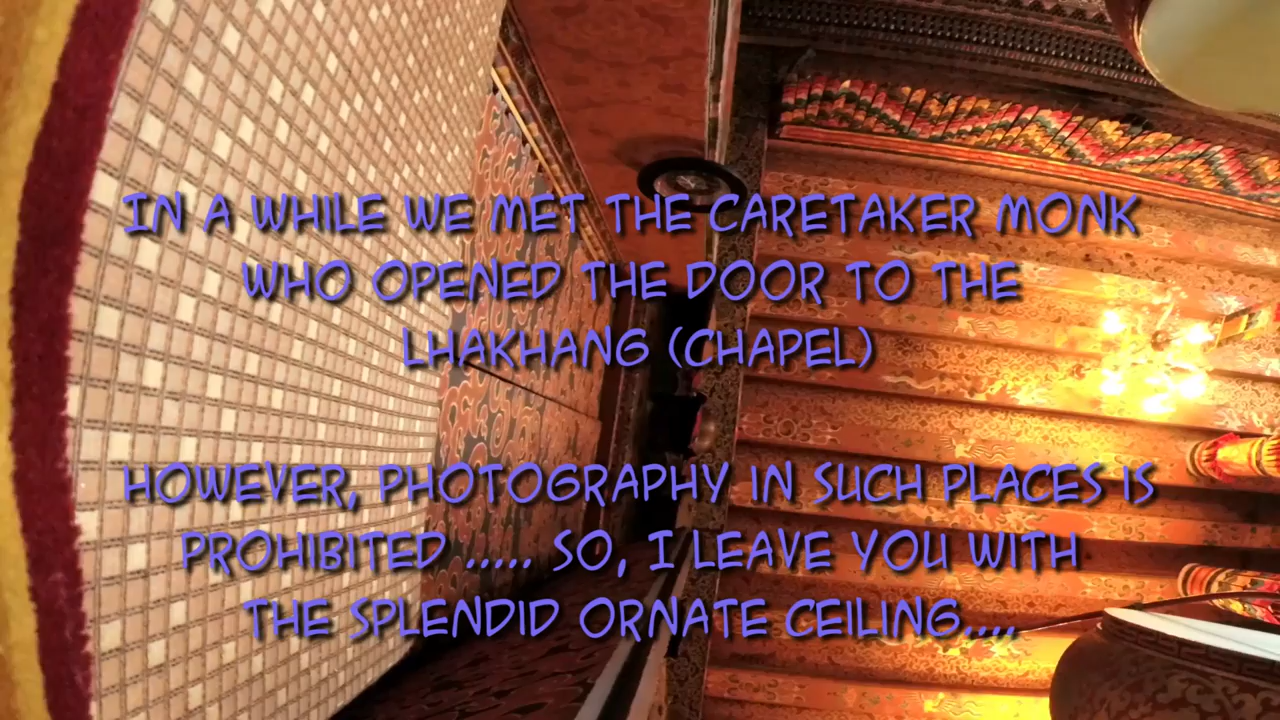 IN A WHILE WE MET THE CARETAKER MONK
WHO OPENED THE DOOR TO THE
LHAKHANG (CHAPEL)
HOWEVER, PHOTOGRAPHY IN SUCH PLACES IS
PROHIBITED ..... SO, I LEAVE YOU WITH
THE SPLENDID ORNATE CEILING....